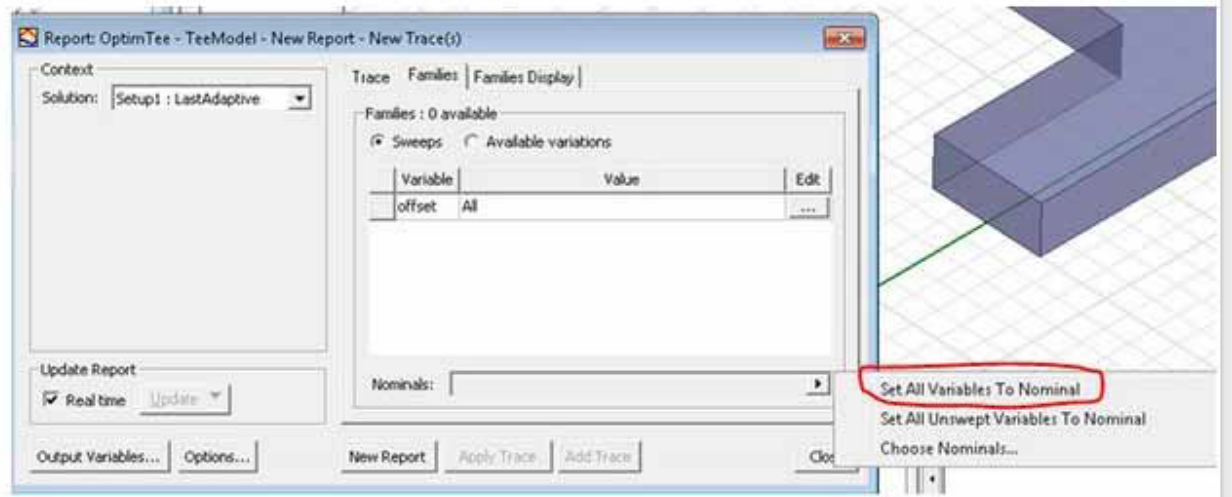 Report: OptimTee - TeeModel - New Report - New Trace(s)
Context
Solution: Setup1 : LastAdaptive
Trace Families Families Display
Families : 0 available
Sweeps Available variations
Variable Value Edit
offset All ...
Update Report
Real time Update
Nominals:
Set All Variables To Nominal
Set All Unswept Variables To Nominal
Choose Nominals...
Output Variables... Options... New Report Apply Trace Add Trace Clos